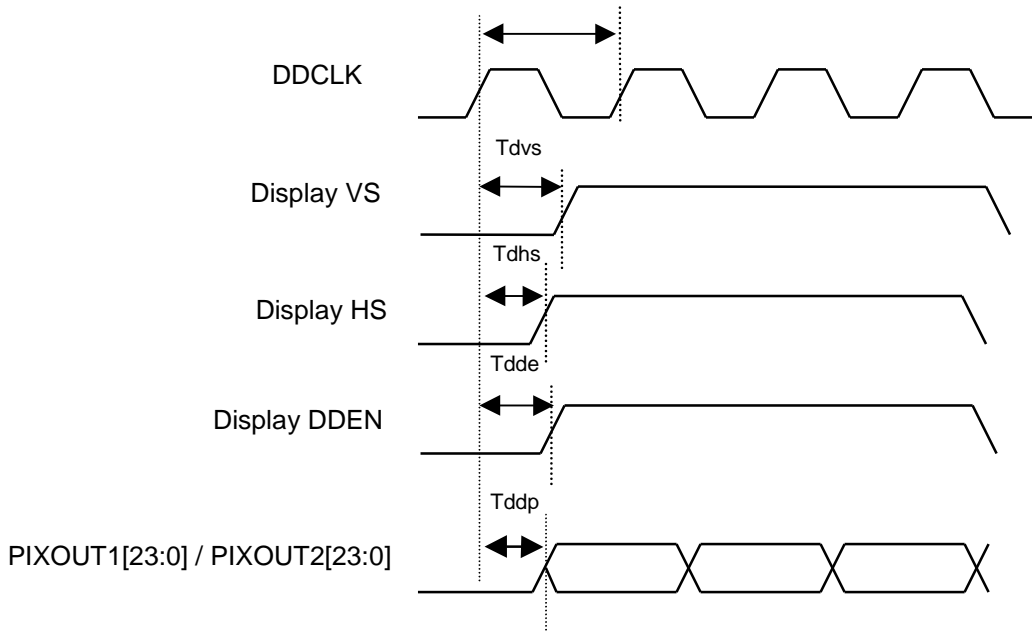 DDCLK
Tdvs
Display VS
Tdhs
Display HS
Tdde
Display DDEN
Tddp
PIXOUT1[23:0] / PIXOUT2[23:0]